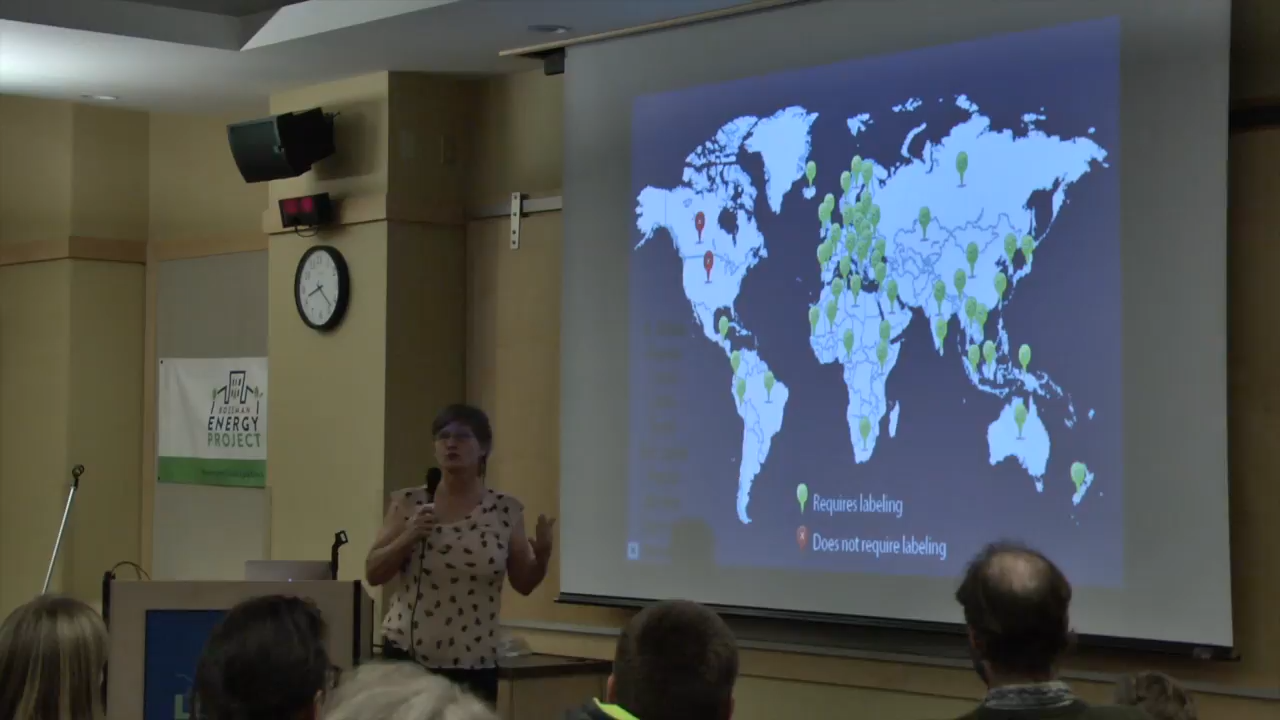 BOZEMAN
ENERGY
PROJECT
Requires labeling
Does not require labeling